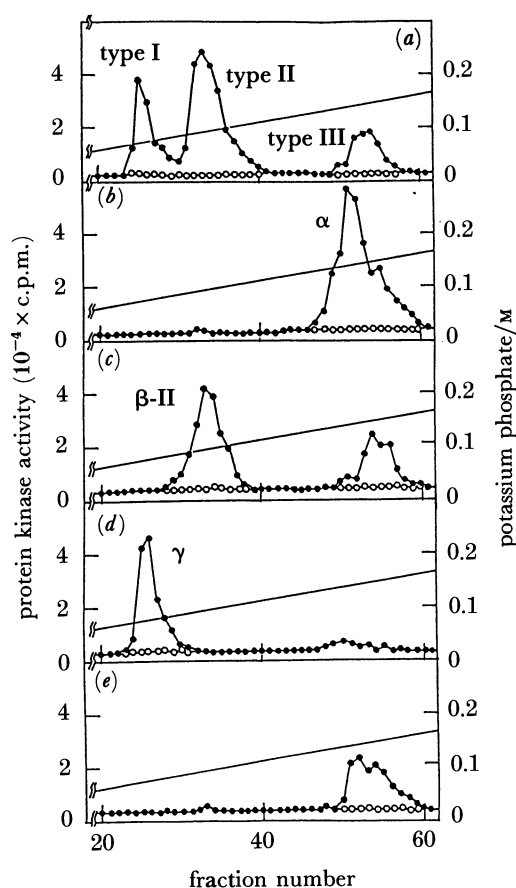 (a)
type I
type II
type III
4
2
0
0.2
0.1
0
(b)
α
4
2
0
0.2
0.1
0
(c)
β-II
4
2
0
0.2
0.1
0
(d)
γ
4
2
0
0.2
0.1
0
(e)
4
2
0
0.2
0.1
0
20
40
60
fraction number
protein kinase activity (10⁻⁴ × c.p.m.)
potassium phosphate/M